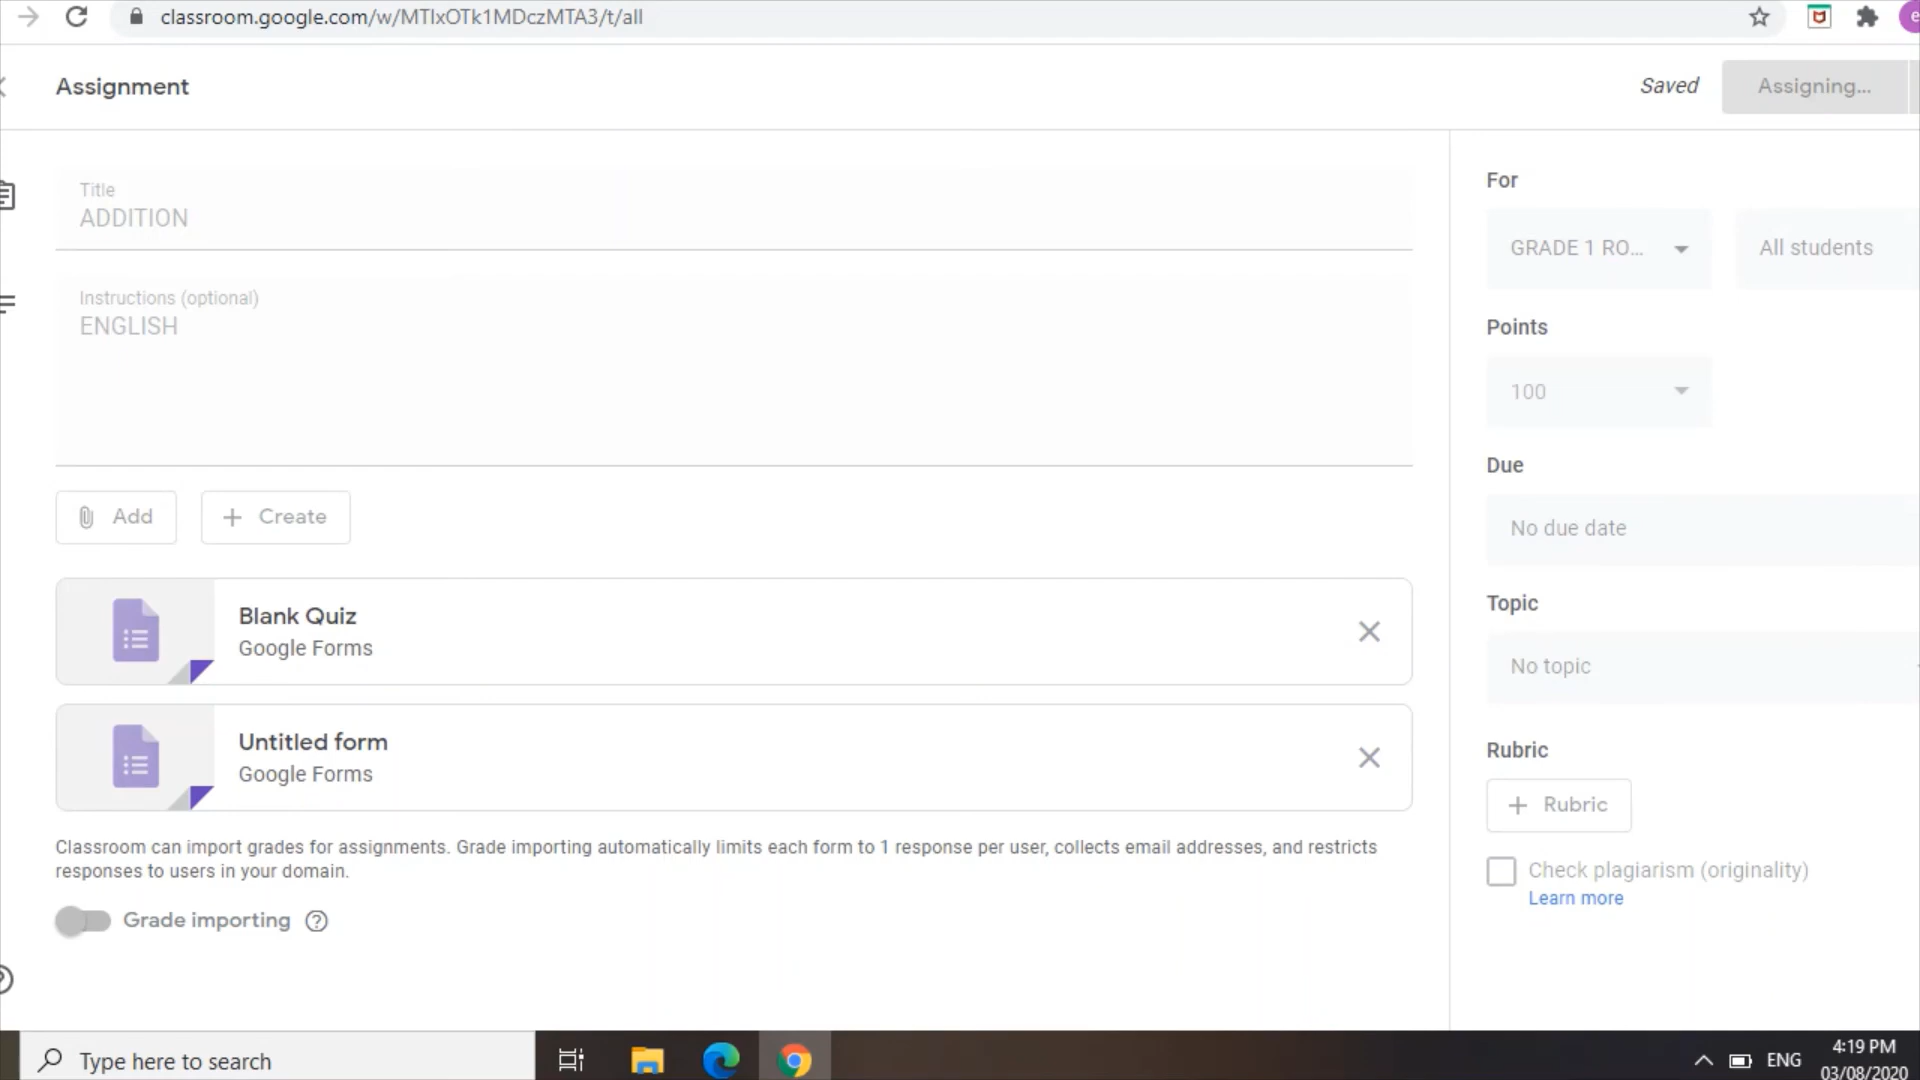 classroom.google.com/w/MTIxOTk1MDczMTA3/t/all
e
Assignment
Saved
Assigning...
Title
ADDITION
Instructions (optional)
ENGLISH
Add
Create
Blank Quiz
Google Forms
Untitled form
Google Forms
Classroom can import grades for assignments. Grade importing automatically limits each form to 1 response per user, collects email addresses, and restricts
responses to users in your domain.
Grade importing
For
GRADE 1 RO...
All students
Points
100
Due
No due date
Topic
No topic
Rubric
Rubric
Check plagiarism (originality)
Learn more
Type here to search
ENG
4:19 PM
03/08/2020